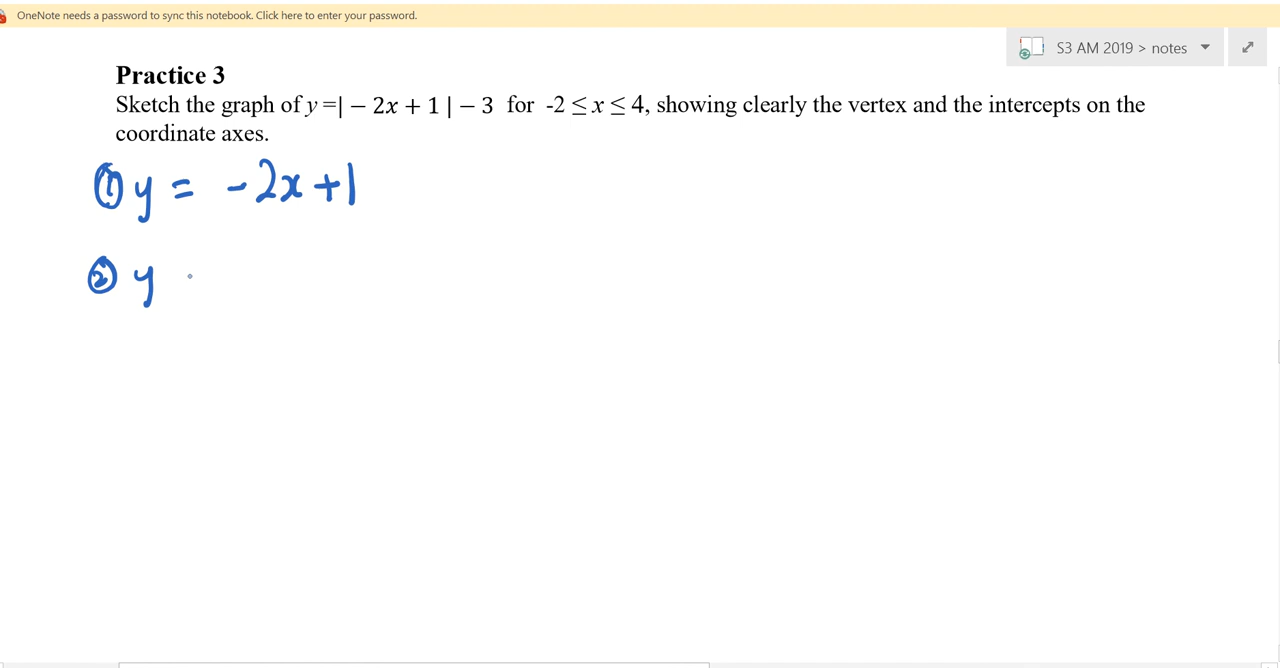 OneNote needs a password to sync this notebook. Click here to enter your password.
S3 AM 2019 > notes
Practice 3
Sketch the graph of y =| − 2x + 1 | − 3 for -2 ≤ x ≤ 4, showing clearly the vertex and the intercepts on the
coordinate axes.
① y = -2x +1
② y